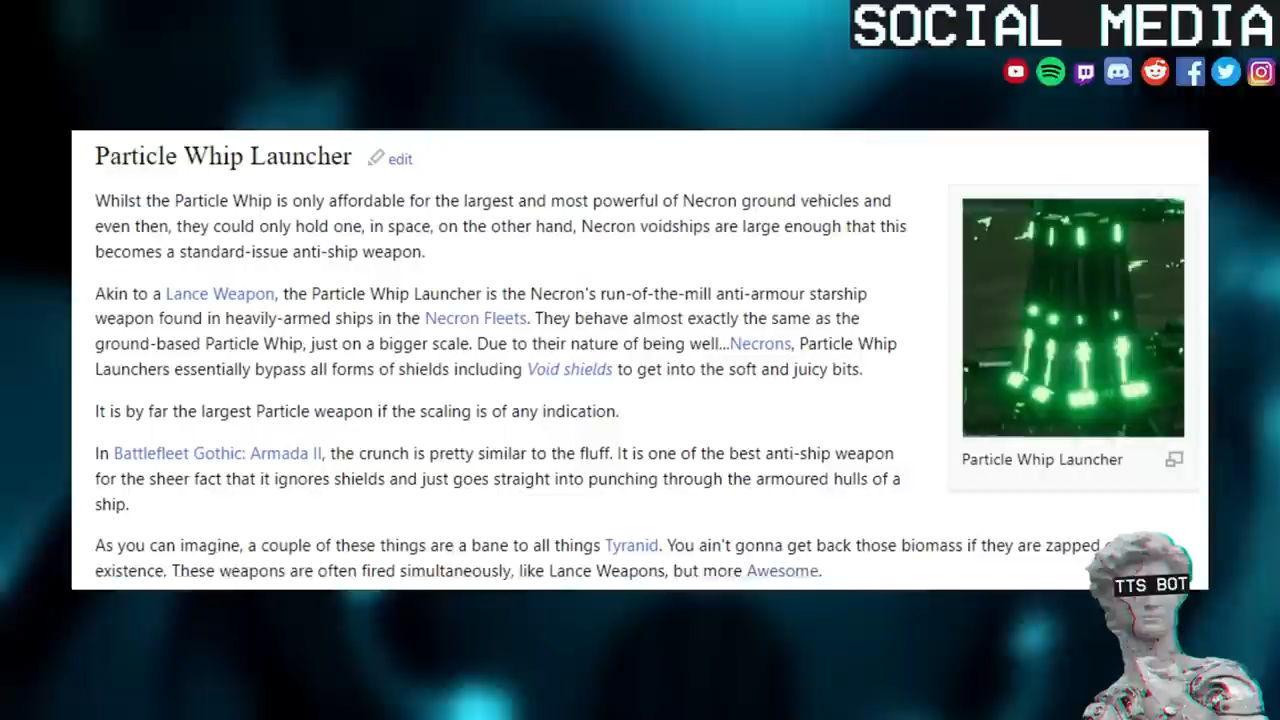 SOCIAL MEDIA
Particle Whip Launcher edit
Whilst the Particle Whip is only affordable for the largest and most powerful of Necron ground vehicles and
even then, they could only hold one, in space, on the other hand, Necron voidships are large enough that this
becomes a standard-issue anti-ship weapon.
Akin to a Lance Weapon, the Particle Whip Launcher is the Necron's run-of-the-mill anti-armour starship
weapon found in heavily-armed ships in the Necron Fleets. They behave almost exactly the same as the
ground-based Particle Whip, just on a bigger scale. Due to their nature of being well...Necrons, Particle Whip
Launchers essentially bypass all forms of shields including Void shields to get into the soft and juicy bits.
It is by far the largest Particle weapon if the scaling is of any indication.
In Battlefleet Gothic: Armada II, the crunch is pretty similar to the fluff. It is one of the best anti-ship weapon
for the sheer fact that it ignores shields and just goes straight into punching through the armoured hulls of a
ship.
Particle Whip Launcher
As you can imagine, a couple of these things are a bane to all things Tyranid. You ain't gonna get back those biomass if they are zapped
existence. These weapons are often fired simultaneously, like Lance Weapons, but more Awesome.
TTS BOT